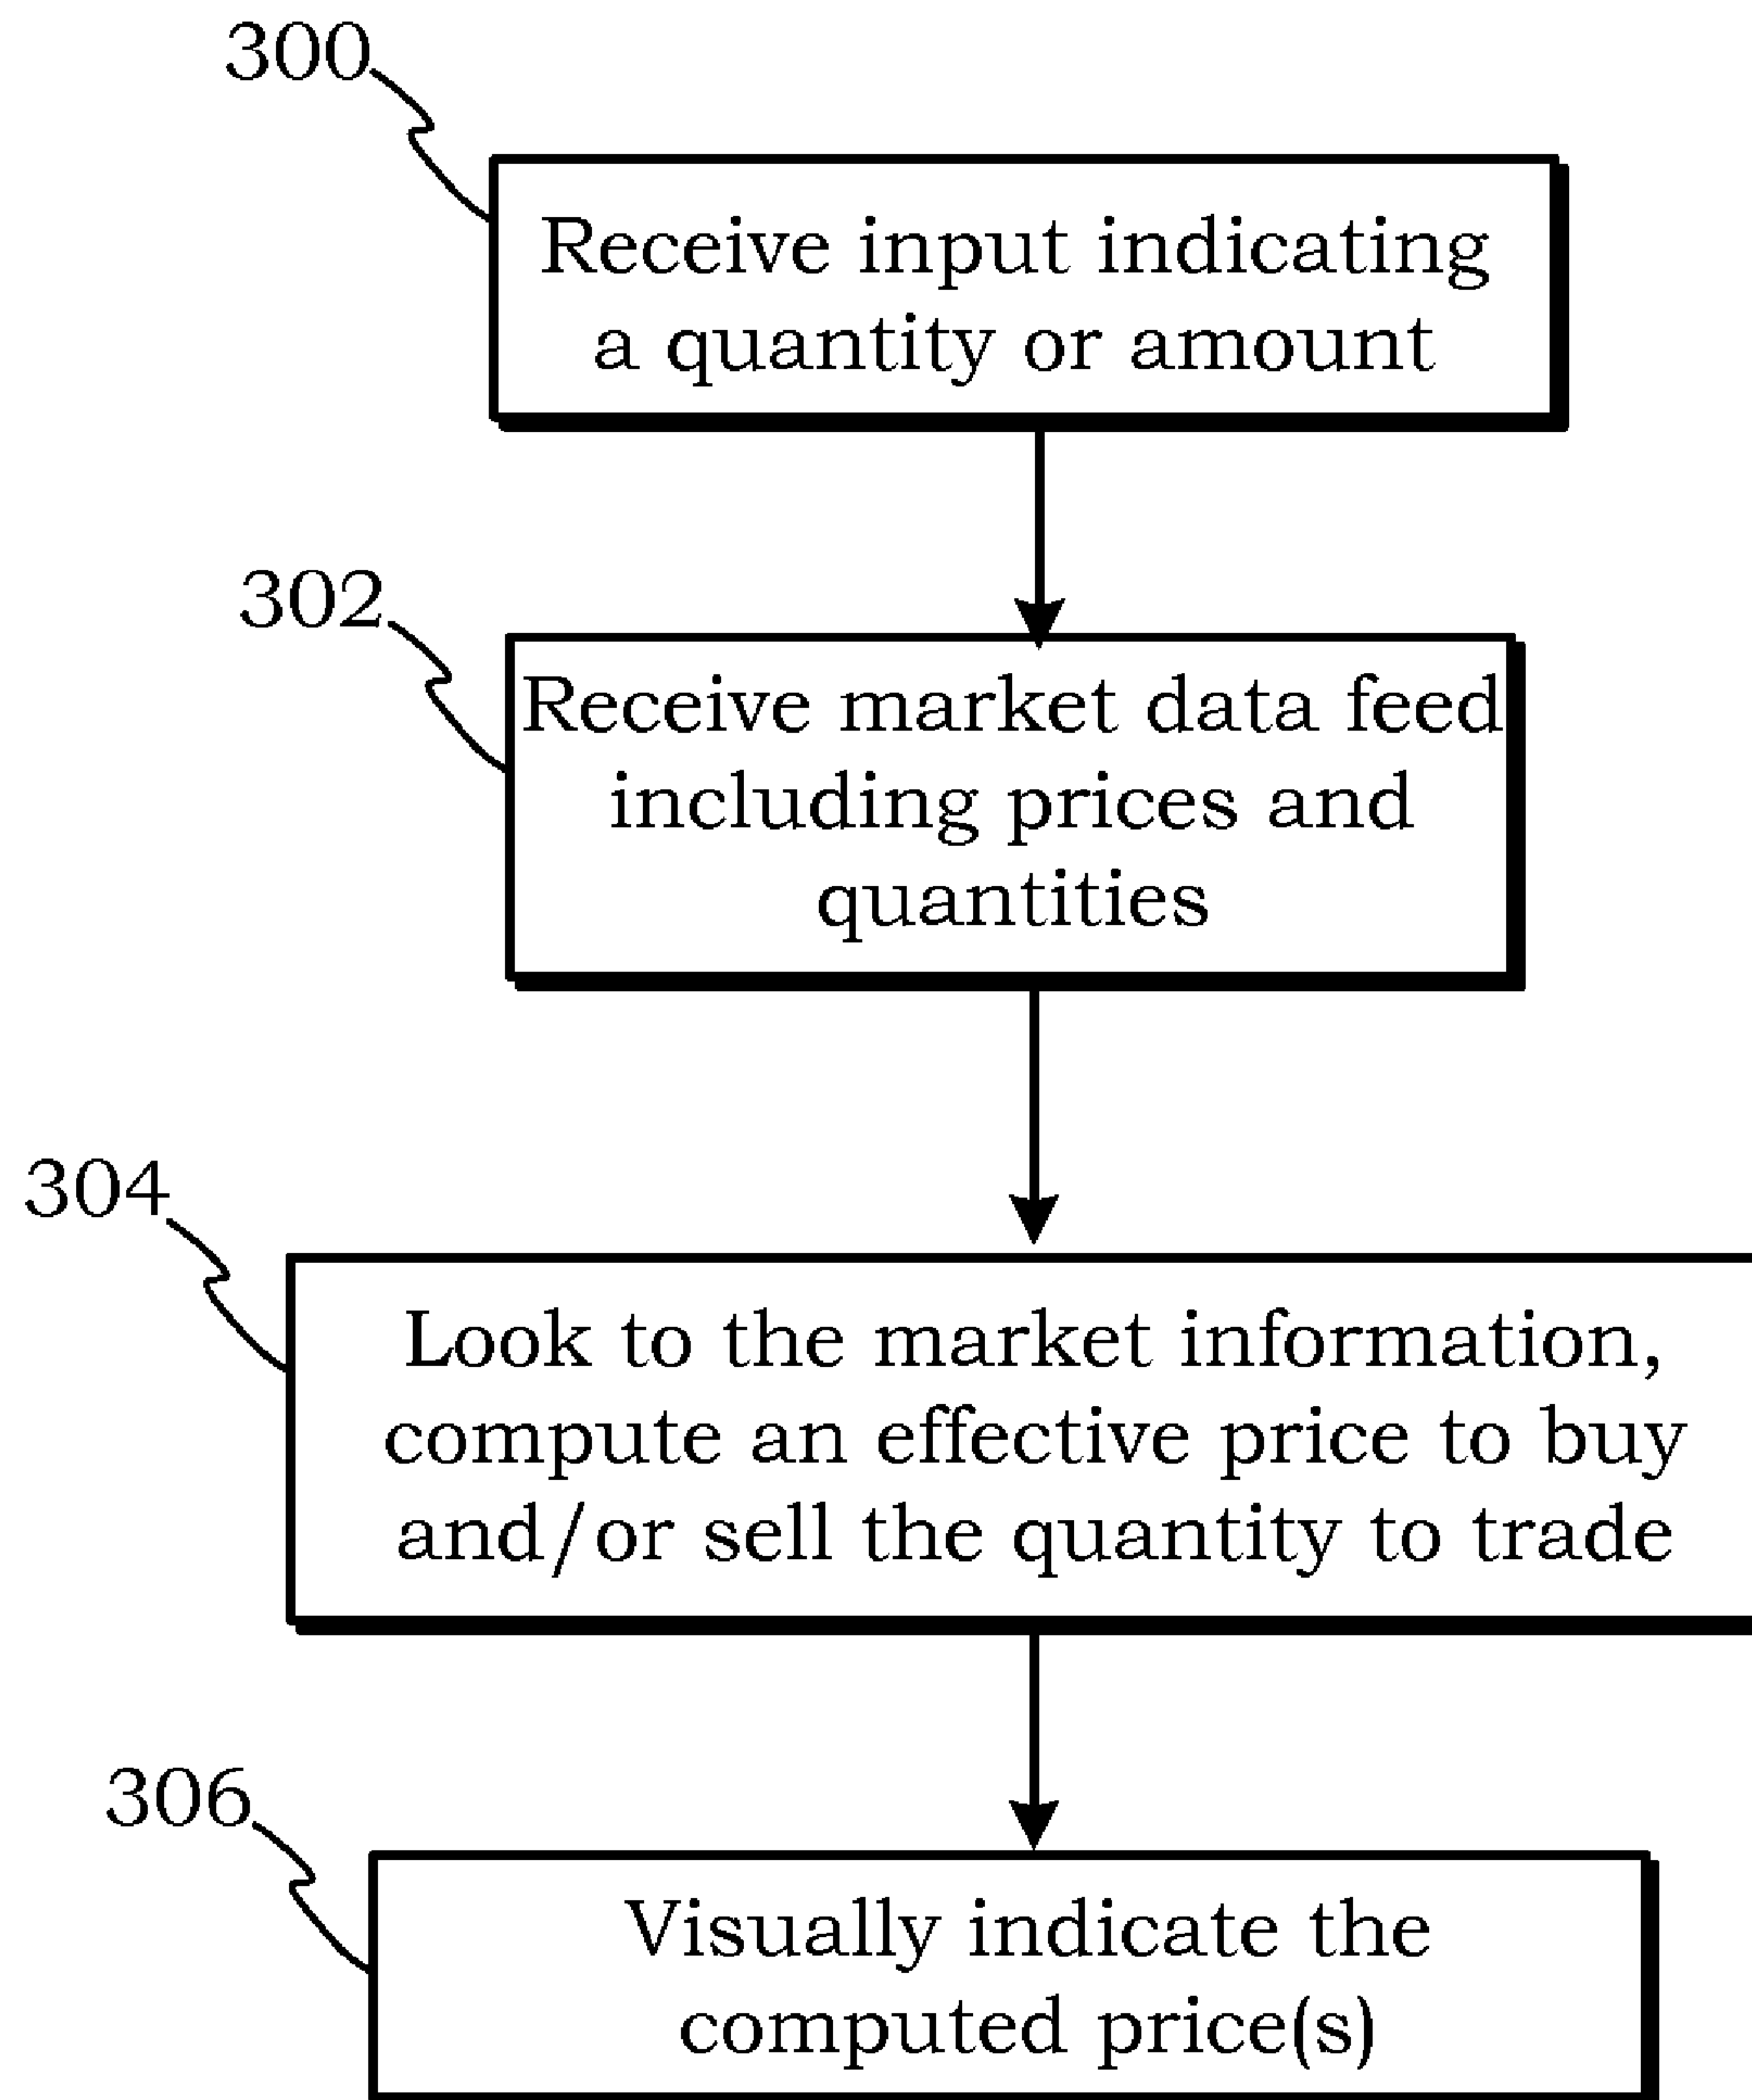 300
Receive input indicating
a quantity or amount
302
Receive market data feed
including prices and
quantities
304
Look to the market information,
compute an effective price to buy
and/or sell the quantity to trade
306
Visually indicate the
computed price(s)